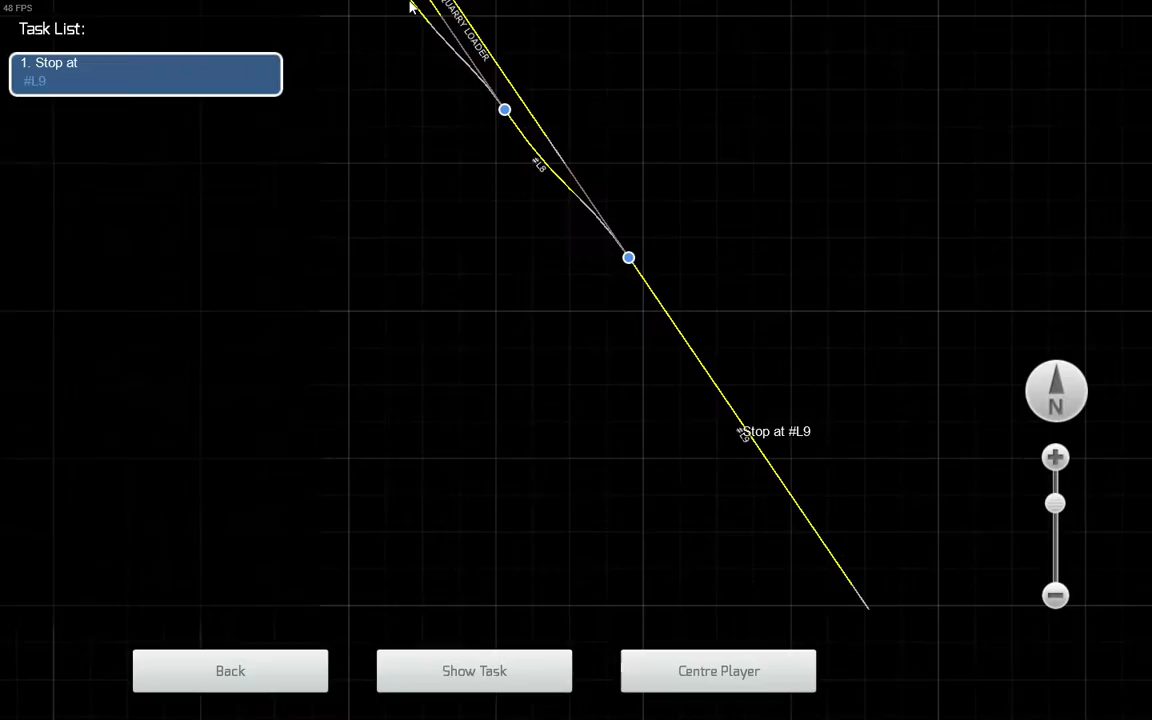 48 FPS
Task List:
1. Stop at
#L9
QUARRY LOADER
#L8
#L9
Stop at #L9
N
Back
Show Task
Centre Player